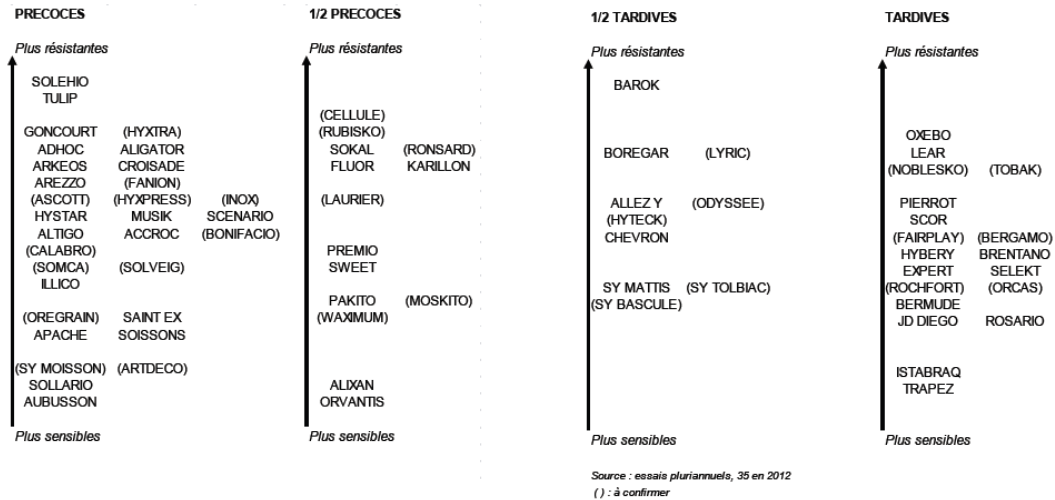 PRECOCES
Plus résistantes
SOLEHIO
TULIP
GONCOURT (HYXTRA)
ADHOC ALIGATOR
ARKEOS CROISADE
AREZZO (FANION)
(ASCOTT) (HYXPRESS) (INOX)
HYSTAR MUSIK SCENARIO
ALTIGO ACCROC (BONIFACIO)
(CALABRO)
(SOMCA) (SOLVEIG)
ILLICO
(OREGRAIN) SAINT EX
APACHE SOISSONS
(SY MOISSON) (ARTDECO)
SOLLARIO
AUBUSSON
Plus sensibles
1/2 PRECOCES
Plus résistantes
(CELLULE)
(RUBISKO)
SOKAL (RONSARD)
FLUOR KARILLON
(LAURIER)
PREMIO
SWEET
PAKITO (MOSKITO)
(WAXIMUM)
ALIXAN
ORVANTIS
Plus sensibles
1/2 TARDIVES
Plus résistantes
BAROK
BOREGAR (LYRIC)
ALLEZ Y (ODYSSEE)
(HYTECK)
CHEVRON
SY MATTIS (SY TOLBIAC)
(SY BASCULE)
Plus sensibles
TARDIVES
Plus résistantes
OXEBO
LEAR
(NOBLESKO) (TOBAK)
PIERROT
SCOR
(FAIRPLAY) (BERGAMO)
HYBERY BRENTANO
EXPERT SELEKT
(ROCHFORT) (ORCAS)
BERMUDE
JD DIEGO ROSARIO
ISTABRAQ
TRAPEZ
Plus sensibles
Source : essais pluriannuels, 35 en 2012
( ) : à confirmer